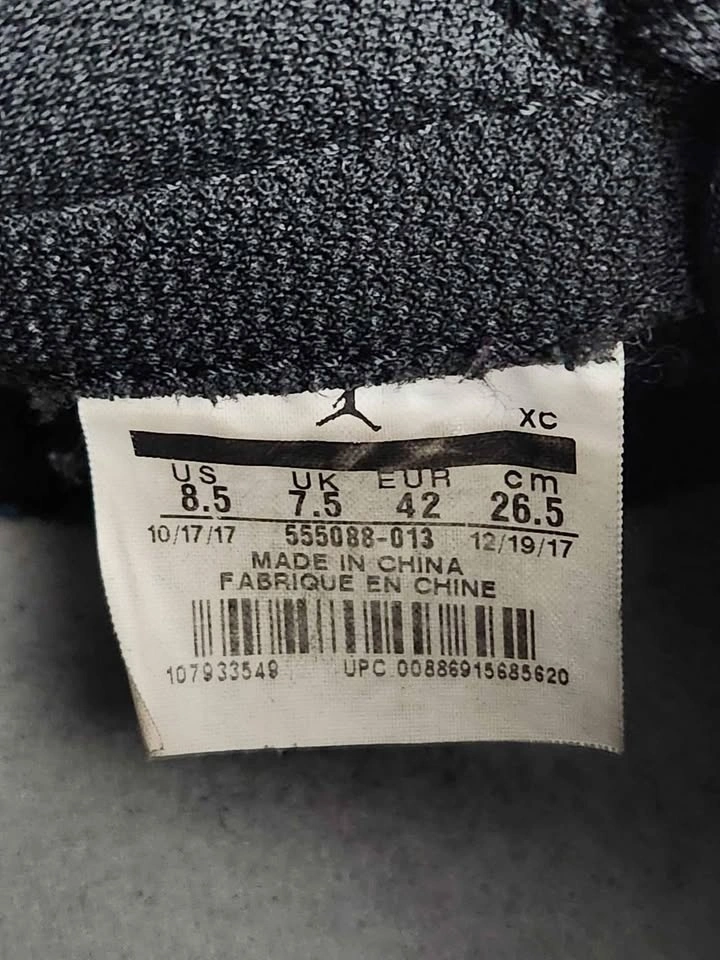 XC
US UK EUR cm
8.5 7.5 42 26.5
10/17/17 555088-013 12/19/17
MADE IN CHINA
FABRIQUE EN CHINE
107933549 UPC 00886915685620